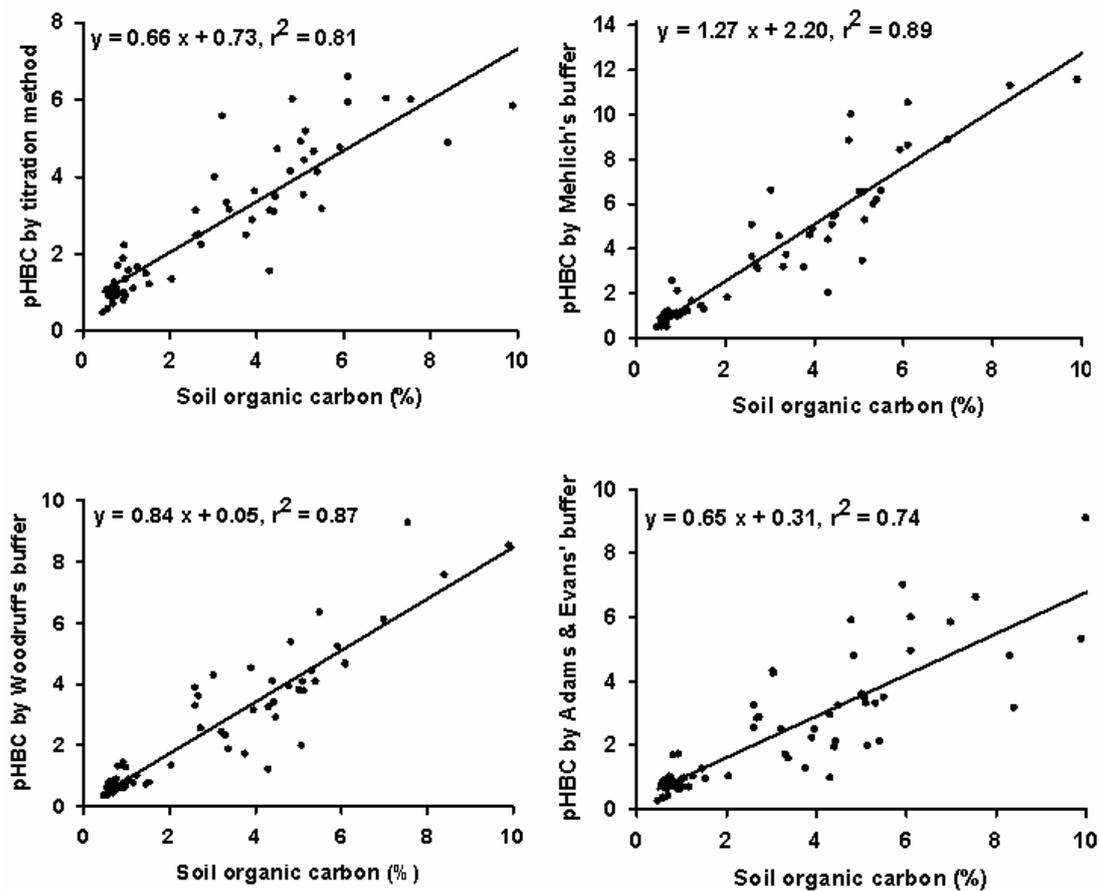 y = 0.66 x + 0.73, r² = 0.81
pHBC by titration method
8
6
4
2
0
0 2 4 6 8 10
Soil organic carbon (%)
y = 1.27 x + 2.20, r² = 0.89
pHBC by Mehlich's buffer
14
12
10
8
6
4
2
0
0 2 4 6 8 10
Soil organic carbon (%)
y = 0.84 x + 0.05, r² = 0.87
pHBC by Woodruff's buffer
10
8
6
4
2
0
0 2 4 6 8 10
Soil organic carbon (%)
y = 0.65 x + 0.31, r² = 0.74
pHBC by Adams & Evans' buffer
10
8
6
4
2
0
0 2 4 6 8 10
Soil organic carbon (%)